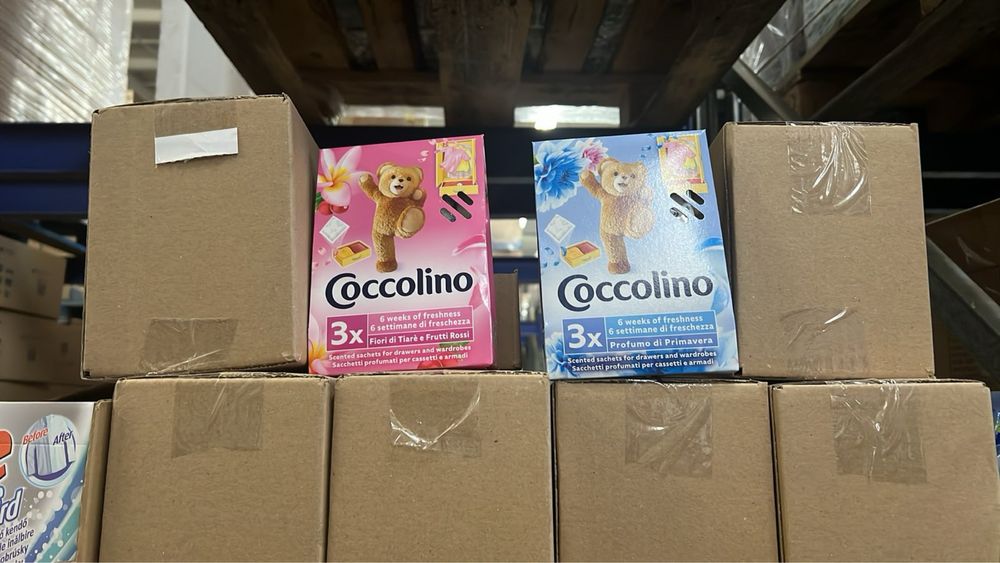 Coccolino
3x
6 weeks of freshness
6 settimane di freschezza
Fiori di Tiarè e Frutti Rossi
Scented sachets for drawers and wardrobes
Sacchetti profumati per cassetti e armadi
Coccolino
3x
6 weeks of freshness
6 settimane di freschezza
Profumo di Primavera
Scented sachets for drawers and wardrobes
Sacchetti profumati per cassetti e armadi
Before
After
kendő